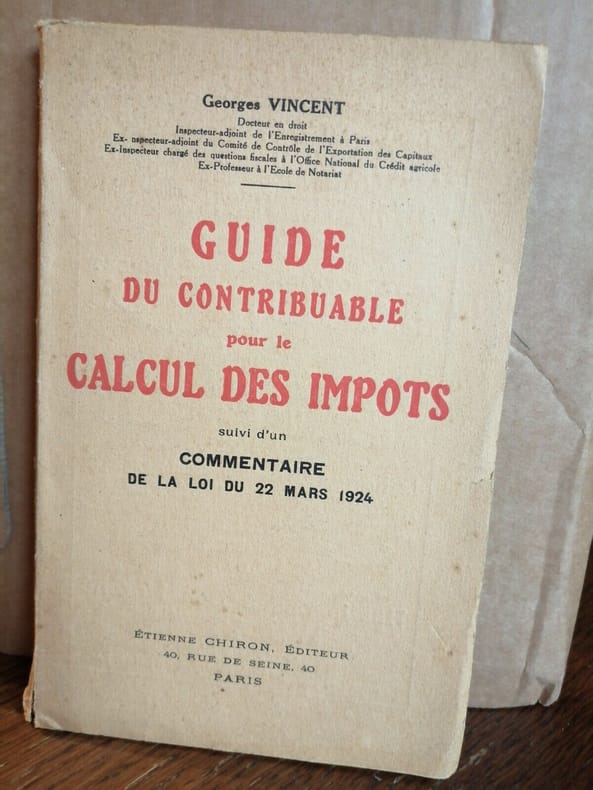 Georges VINCENT
Docteur en droit
Inspecteur-adjoint de l'Enregistrement à Paris
Ex- nspecteur-adjoint du Comité de Contrôle de l'Exportation des Capitaux
Ex-Inspecteur chargé des questions fiscales à l'Office National du Crédit agricole
Ex-Professeur à l'Ecole de Notariat
GUIDE
DU CONTRIBUABLE
pour le
CALCUL DES IMPOTS
suivi d'un
COMMENTAIRE
DE LA LOI DU 22 MARS 1924
ÉTIENNE CHIRON, ÉDITEUR
40, RUE DE SEINE, 40
PARIS